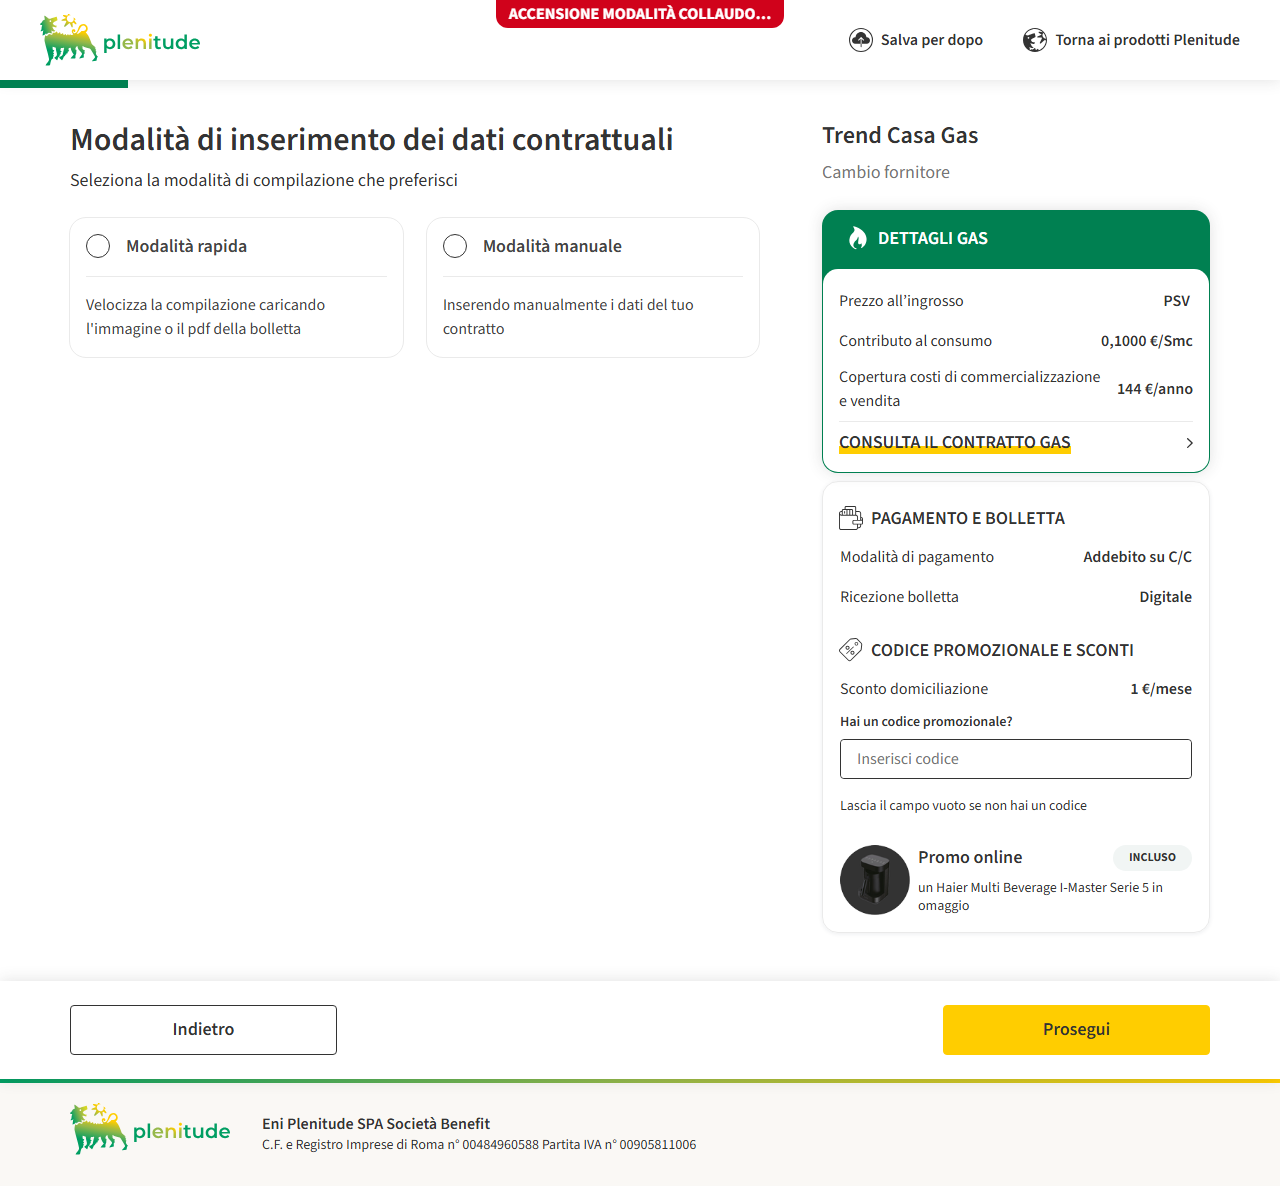 ACCENSIONE MODALITÀ COLLAUDO...
plenitude
Salva per dopo
Torna ai prodotti Plenitude
Modalità di inserimento dei dati contrattuali
Seleziona la modalità di compilazione che preferisci
Modalità rapida
Velocizza la compilazione caricando
l'immagine o il pdf della bolletta
Modalità manuale
Inserendo manualmente i dati del tuo
contratto
Trend Casa Gas
Cambio fornitore
DETTAGLI GAS
Prezzo all’ingrosso PSV
Contributo al consumo 0,1000 €/Smc
Copertura costi di commercializzazione
e vendita 144 €/anno
CONSULTA IL CONTRATTO GAS
PAGAMENTO E BOLLETTA
Modalità di pagamento Addebito su C/C
Ricezione bolletta Digitale
CODICE PROMOZIONALE E SCONTI
Sconto domiciliazione 1 €/mese
Hai un codice promozionale?
Inserisci codice
Lascia il campo vuoto se non hai un codice
Promo online INCLUSO
un Haier Multi Beverage I-Master Serie 5 in
omaggio
Indietro
Prosegui
plenitude
Eni Plenitude SPA Società Benefit
C.F. e Registro Imprese di Roma n° 00484960588 Partita IVA n° 00905811006